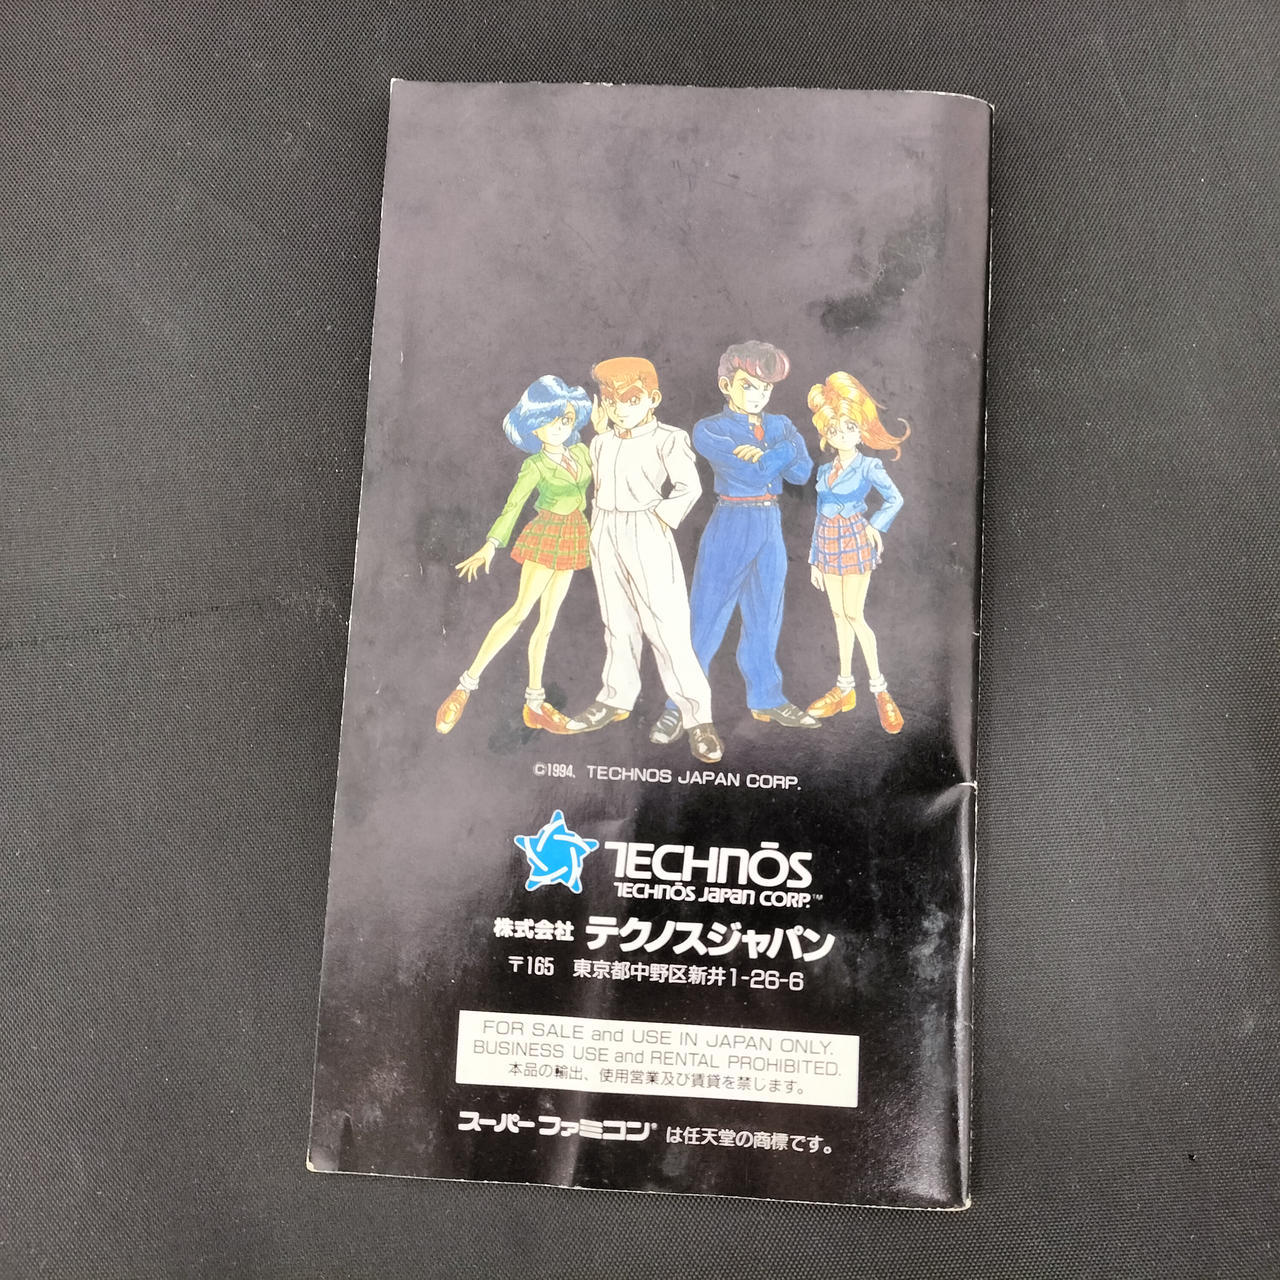 ©1994, TECHNOS JAPAN CORP.
TECHNŌS
TECHNŌS JAPAN CORP.™
株式会社 テクノスジャパン
〒165 東京都中野区新井1-26-6
FOR SALE and USE IN JAPAN ONLY.
BUSINESS USE and RENTAL PROHIBITED.
本品の輸出、使用営業及び賃貸を禁じます。
スーパーファミコン® は任天堂の商標です。